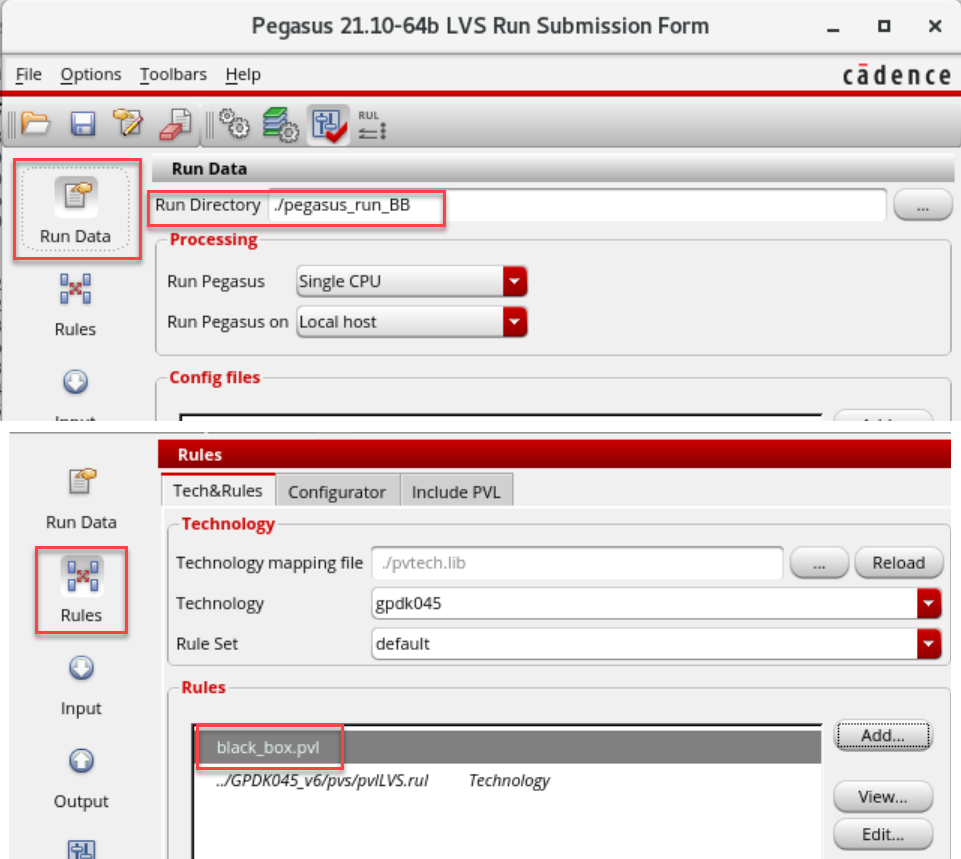 Pegasus 21.10-64b LVS Run Submission Form
File Options Toolbars Help
cādence
RUL
Run Data
Run Directory ./pegasus_run_BB ...
Run Data
Processing
Run Pegasus Single CPU
Rules
Run Pegasus on Local host
Config files
Rules
Tech&Rules Configurator Include PVL
Run Data
Technology
Technology mapping file ./pvtech.lib ... Reload
Technology gpdk045
Rules
Rule Set default
Rules
Input
black_box.pvl Add...
../GPDK045_v6/pvs/pvlLVS.rul Technology
Output
View...
Edit...